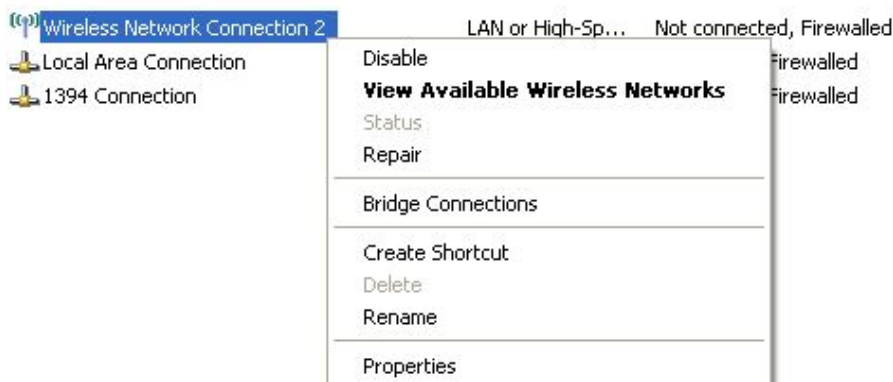 Wireless Network Connection 2 LAN or High-Sp... Not connected, Firewalled
Local Area Connection Firewalled
1394 Connection Firewalled
Disable
View Available Wireless Networks
Status
Repair
Bridge Connections
Create Shortcut
Delete
Rename
Properties